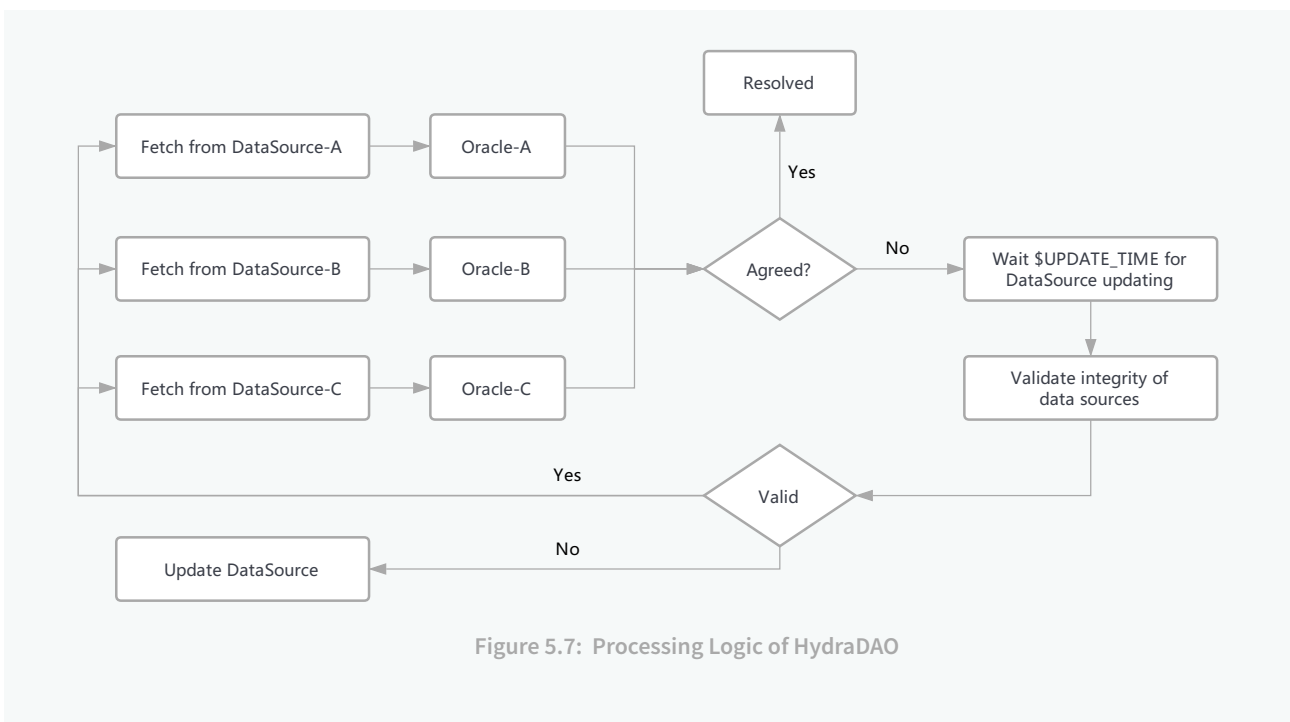 Resolved
Fetch from DataSource-A
Oracle-A
Yes
Fetch from DataSource-B
Oracle-B
Agreed?
No
Wait $UPDATE_TIME for
DataSource updating
Fetch from DataSource-C
Oracle-C
Validate integrity of
data sources
Yes
Valid
No
Update DataSource
Figure 5.7: Processing Logic of HydraDAO